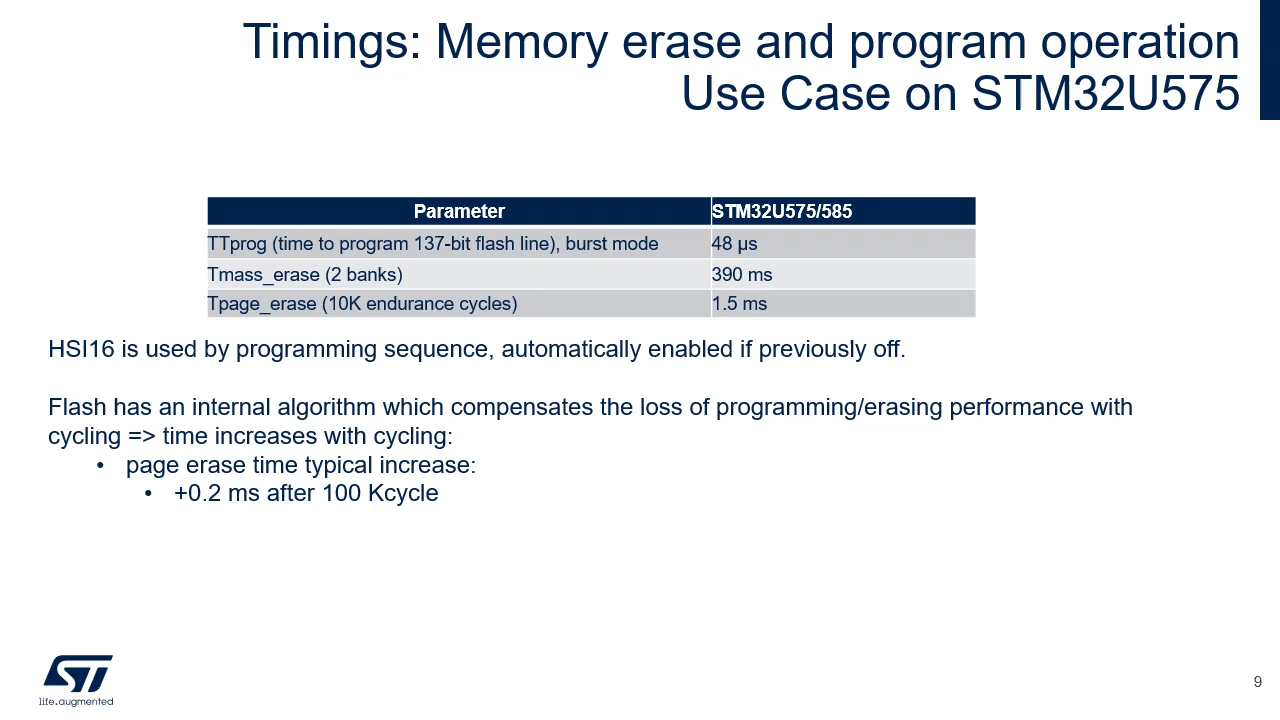 Timings: Memory erase and program operation
Use Case on STM32U575
Parameter STM32U575/585
TTprog (time to program 137-bit flash line), burst mode 48 µs
Tmass_erase (2 banks) 390 ms
Tpage_erase (10K endurance cycles) 1.5 ms
HSI16 is used by programming sequence, automatically enabled if previously off.
Flash has an internal algorithm which compensates the loss of programming/erasing performance with
cycling => time increases with cycling:
• page erase time typical increase:
• +0.2 ms after 100 Kcycle
ST
life.augmented
9